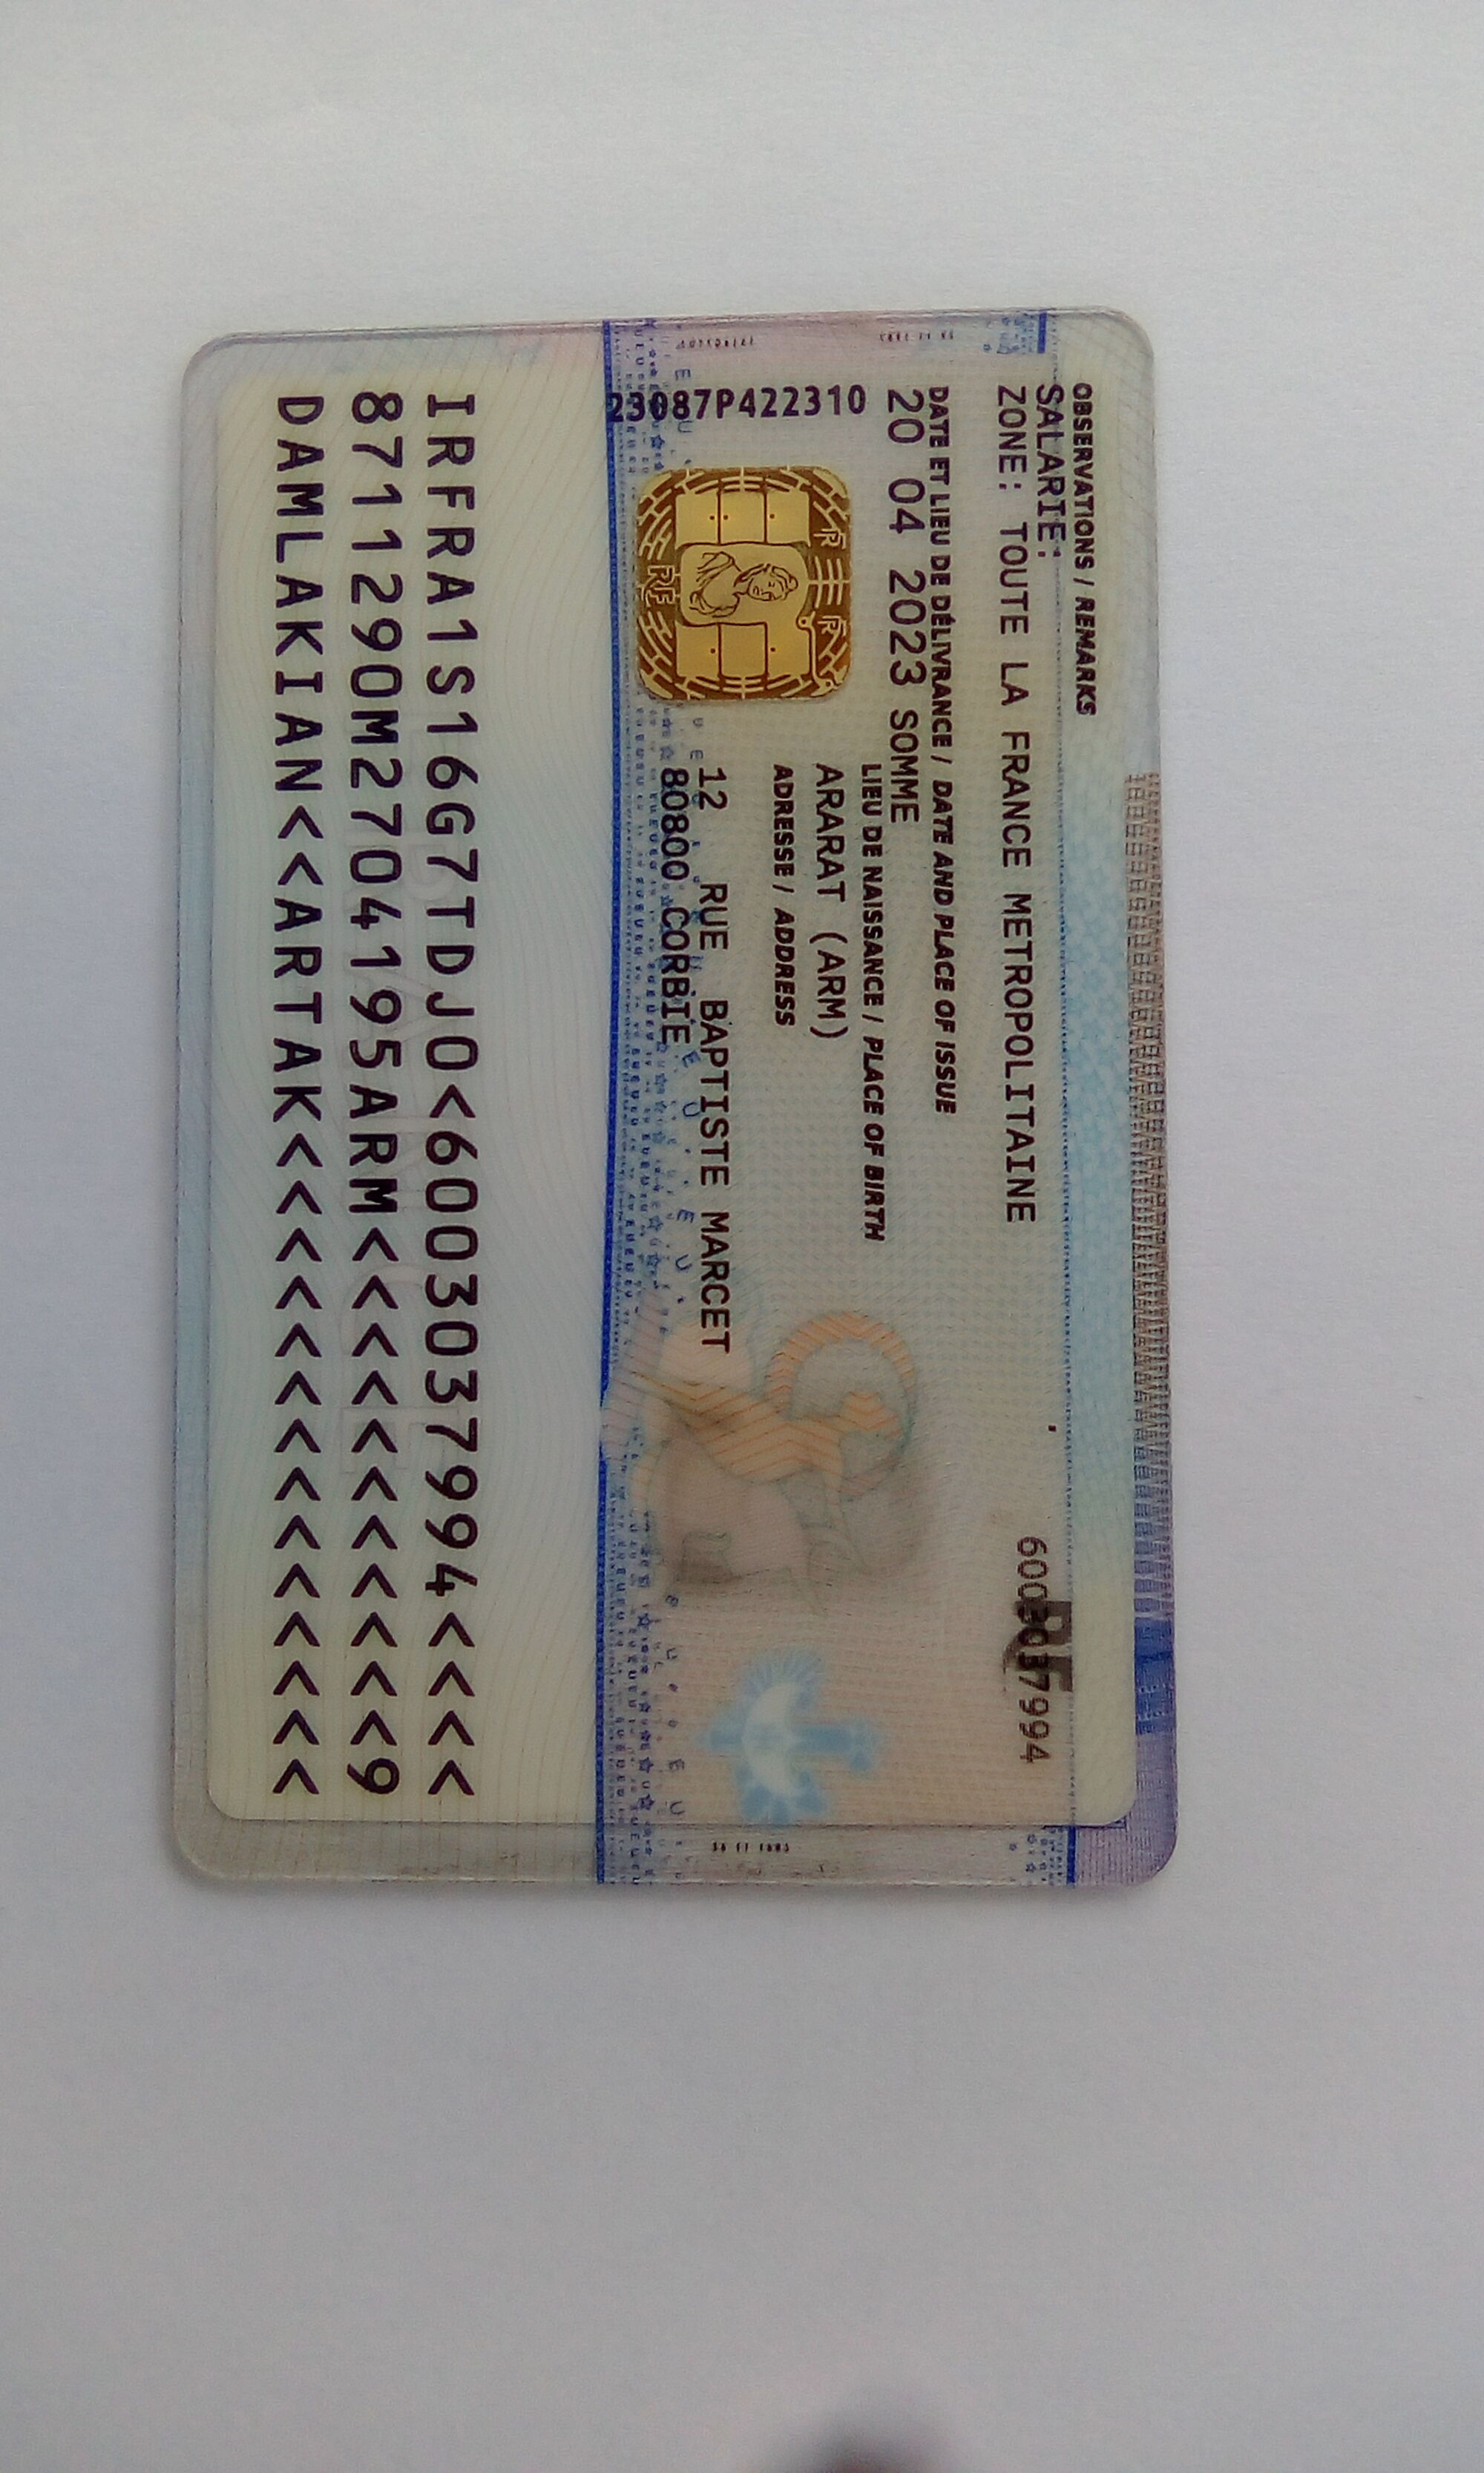 OBSERVATIONS / REMARKS
SALARIE:
ZONE: TOUTE LA FRANCE METROPOLITAINE
6003037994
DATE ET LIEU DE DÉLIVRANCE / DATE AND PLACE OF ISSUE
20 04 2023 SOMME
LIEU DE NAISSANCE / PLACE OF BIRTH
ARARAT (ARM)
ADRESSE / ADDRESS
12 RUE BAPTISTE MARCET
80800 CORBIE
23087P422310
RF
IRFRA1S16G7TDJ0<6003037994<<<<
8711290M2704195ARM<<<<<<<<<<<9
DAMLAKIAN<<ARTAK<<<<<<<<<<<<<<